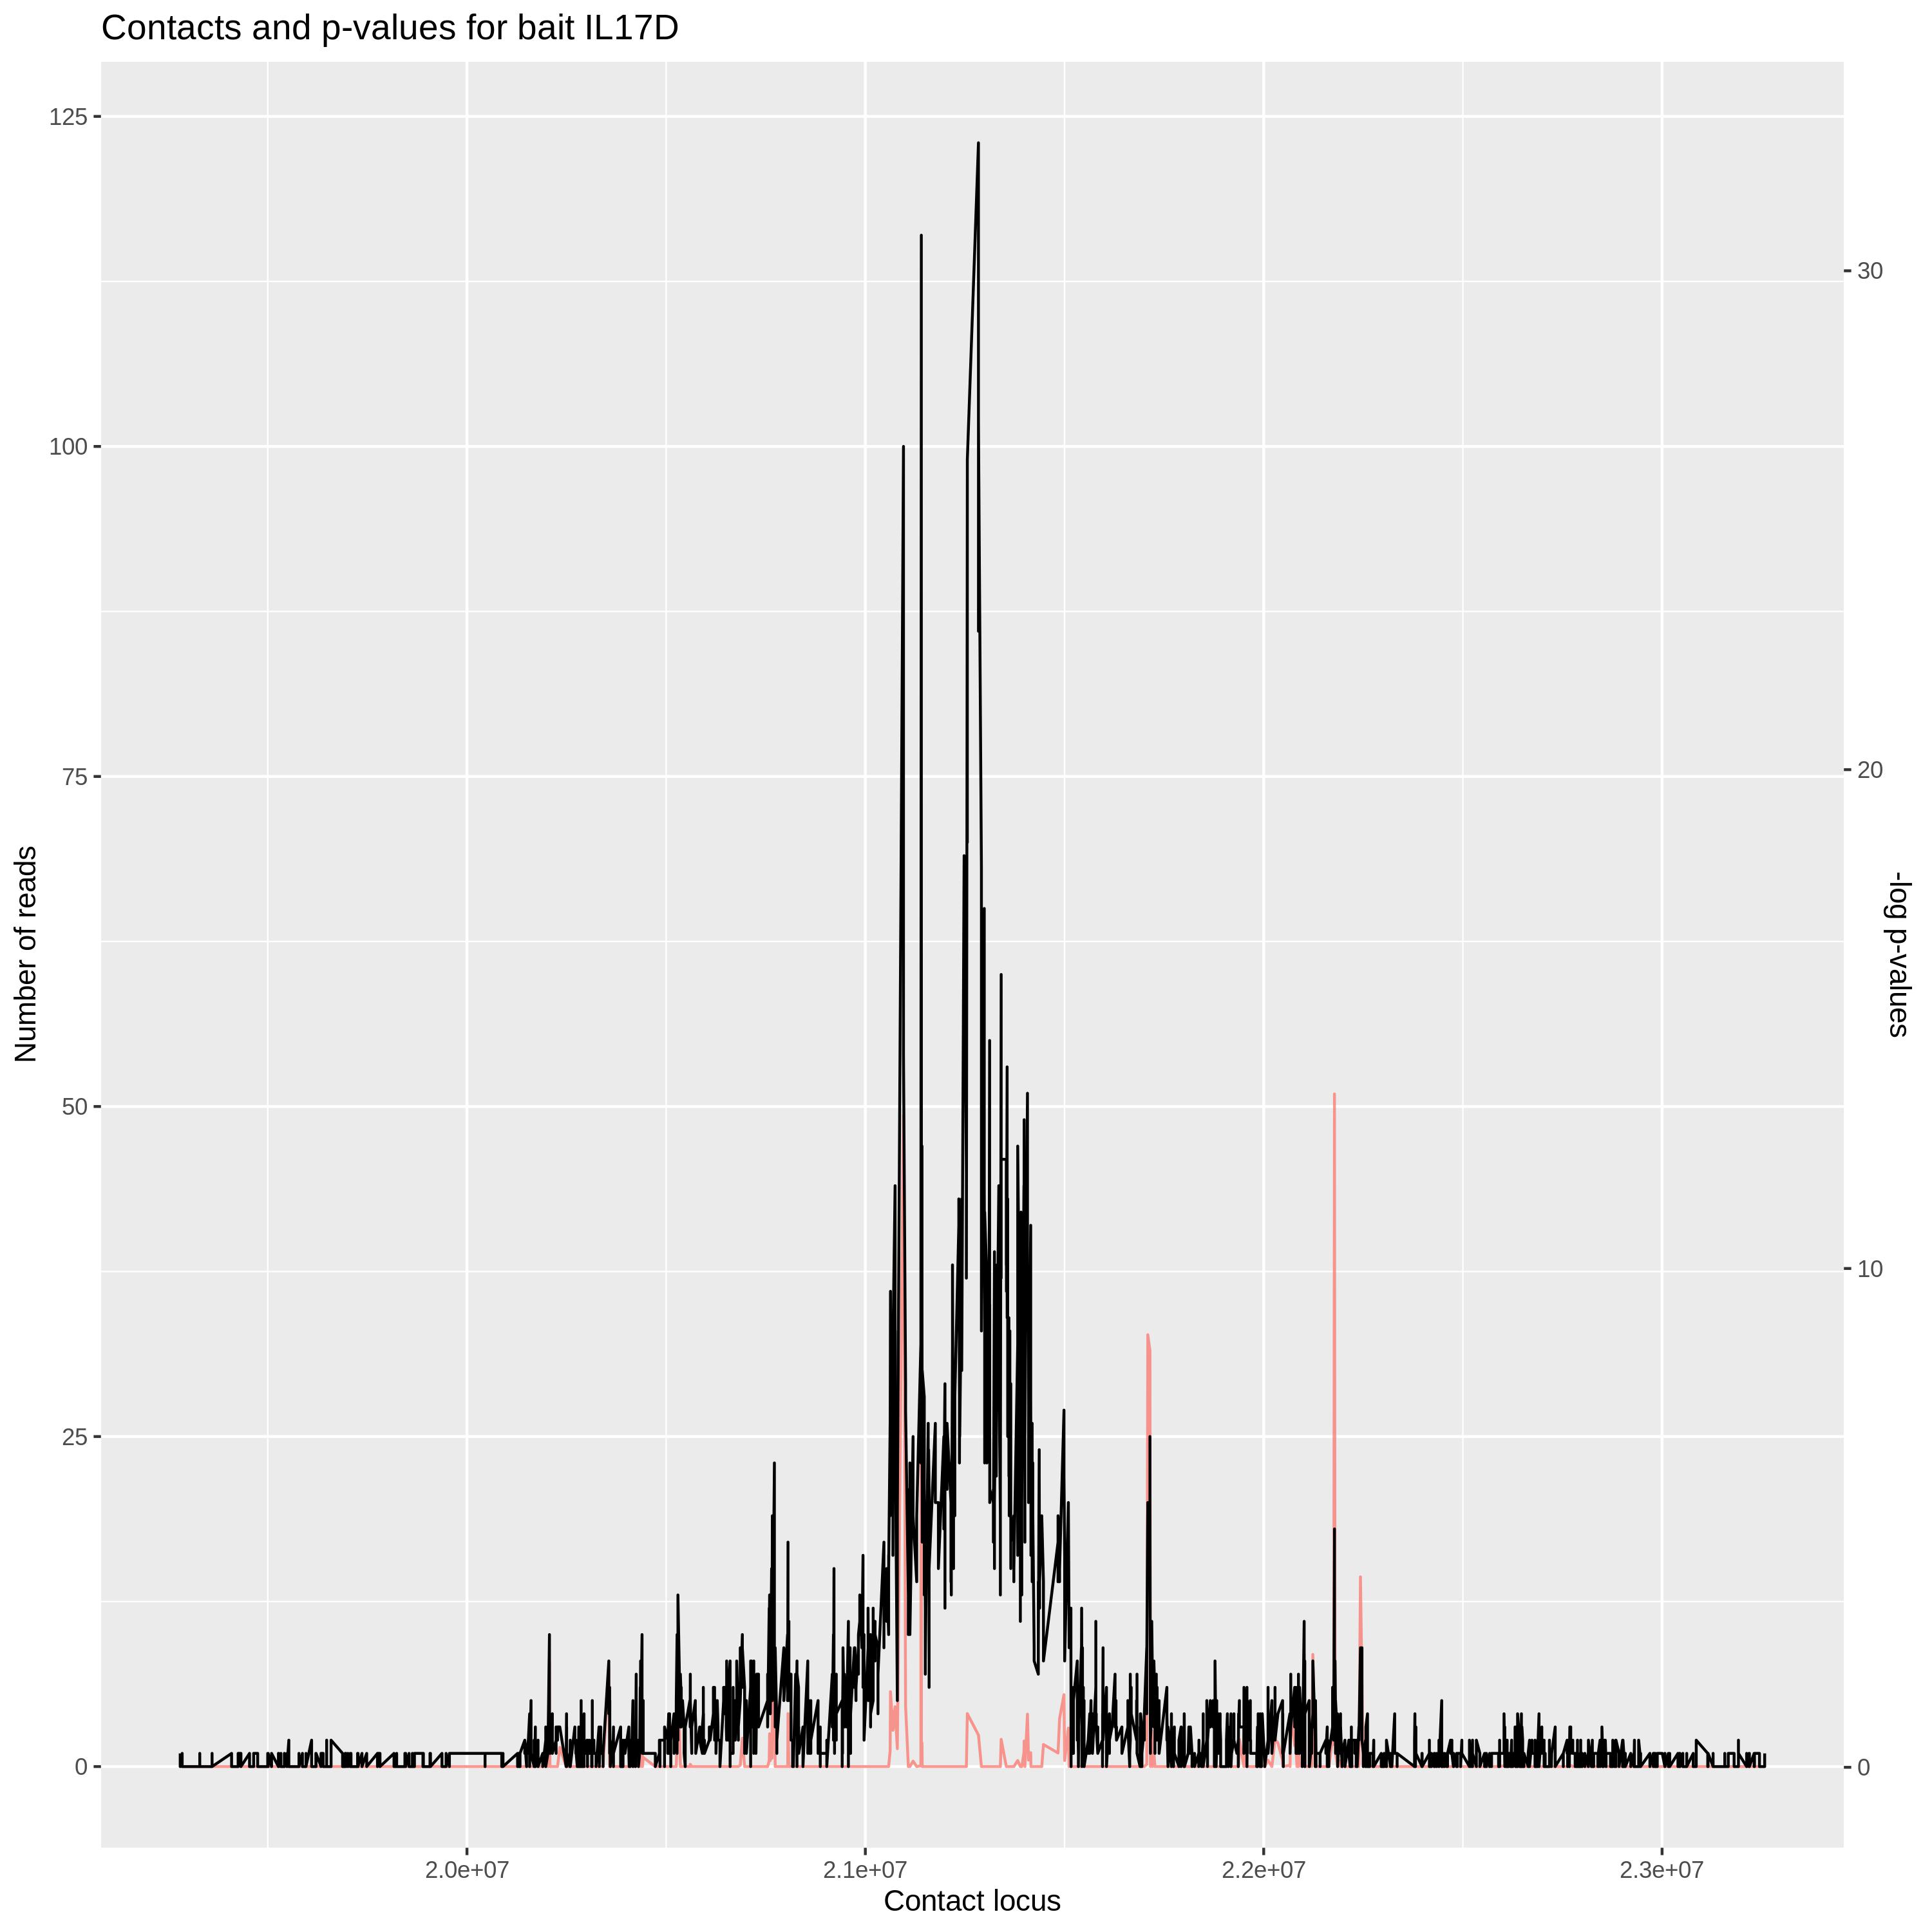 Contacts and p-values for bait IL17D
125
100
75
50
25
0
Number of reads
30
20
10
0
-log p-values
2.0e+07
2.1e+07
2.2e+07
2.3e+07
Contact locus